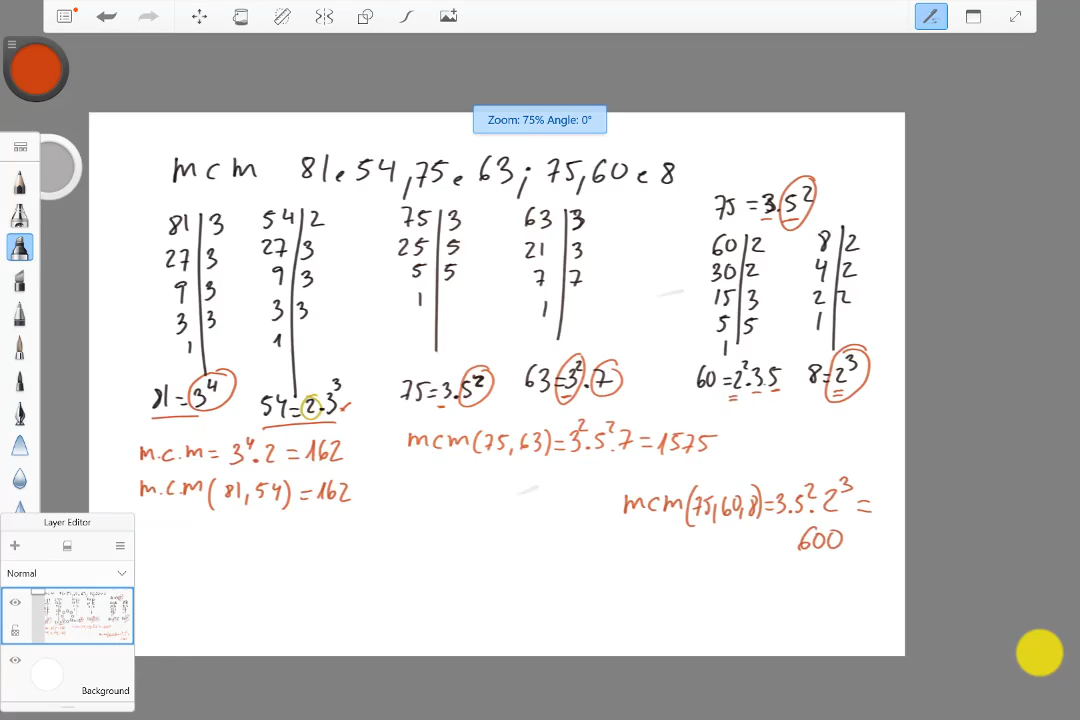 Zoom: 75% Angle: 0°
mcm 81 e 54, 75 e 63; 75, 60 e 8
81 | 3
27 | 3
9 | 3
3 | 3
1
81 = 3⁴
54 | 2
27 | 3
9 | 3
3 | 3
1
54 = 2.3³
m.c.m = 3⁴.2 = 162
m.c.m (81, 54) = 162
75 | 3
25 | 5
5 | 5
1
75 = 3.5²
63 | 3
21 | 3
7 | 7
1
63 = 3².7
mcm (75, 63) = 3².5².7 = 1575
75 = 3.5²
60 | 2
30 | 2
15 | 3
5 | 5
1
60 = 2².3.5
8 | 2
4 | 2
2 | 2
1
8 = 2³
mcm (75, 60, 8) = 3.5².2³ =
600
Layer Editor
Normal
Background